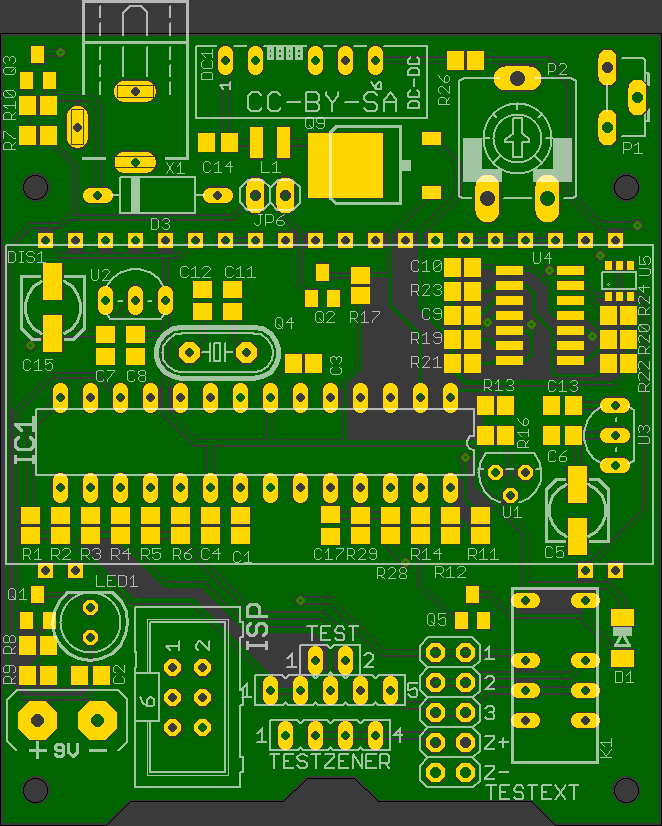 Q3
DC1
1
6
DC-DC
R26
P2
R10
CC-BY-SA
R7
Q9
P1
X1
C14
L1
D3
JP6
DIS1
U2
C12
C11
C10
U4
U5
R23
R24
Q2
R17
C9
Q4
R19
R20
C15
C7
C8
C3
R21
R22
R13
C13
IC1
R16
U3
C6
U1
R1
R2
R3
R4
R5
R6
C4
C1
C17
R29
R14
R11
C5
R28
R12
LED1
Q1
ISP
Q5
R8
1
2
TEST
1
2
1
D1
R9
C2
6
1
5
2
3
+ 9V -
1
4
Z+
K1
TESTZENER
Z-
TESTEXT